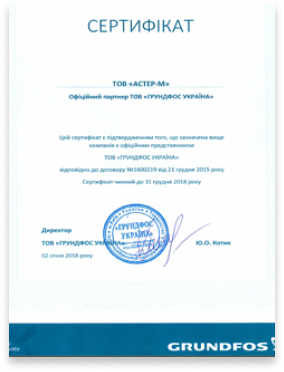 СЕРТИФІКАТ
ТОВ «АСТЕР-М»
Офіційний партнер ТОВ «ГРУНДФОС УКРАЇНА»
Цей сертифікат є підтвердженням того, що зазначена вище
компанія є офіційним представником
ТОВ "ГРУНДФОС УКРАЇНА"
відповідно до договору №1600219 від 21 грудня 2015 року
Сертифікат чинний до 31 грудня 2018 року
Директор
ТОВ «ГРУНДФОС УКРАЇНА»
Ю.О. Котик
02 січня 2018 року
«ГРУНДФОС
УКРАЇНА»
GRUNDFOS